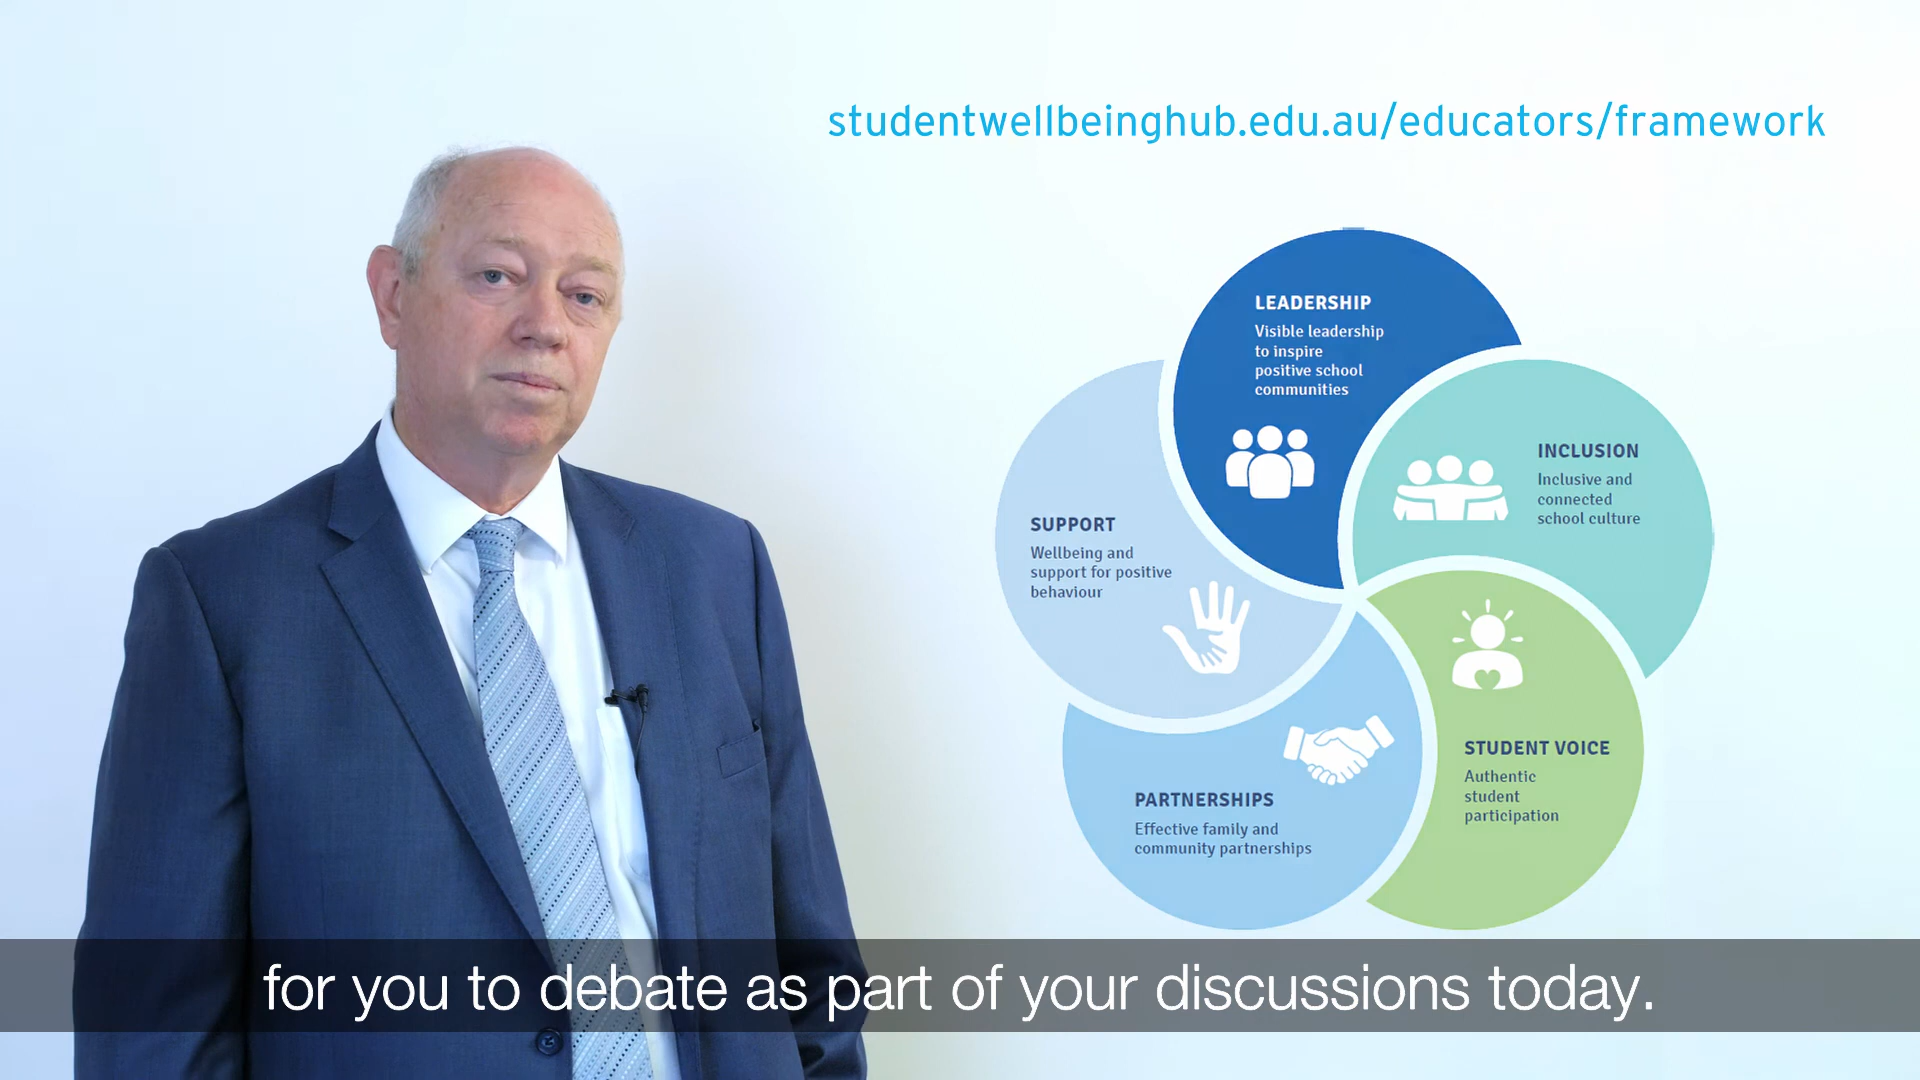 studentwellbeinghub.edu.au/educators/framework
LEADERSHIP
Visible leadership
to inspire
positive school
communities
INCLUSION
Inclusive and
connected
school culture
SUPPORT
Wellbeing and
support for positive
behaviour
STUDENT VOICE
Authentic
student
participation
PARTNERSHIPS
Effective family and
community partnerships
for you to debate as part of your discussions today.